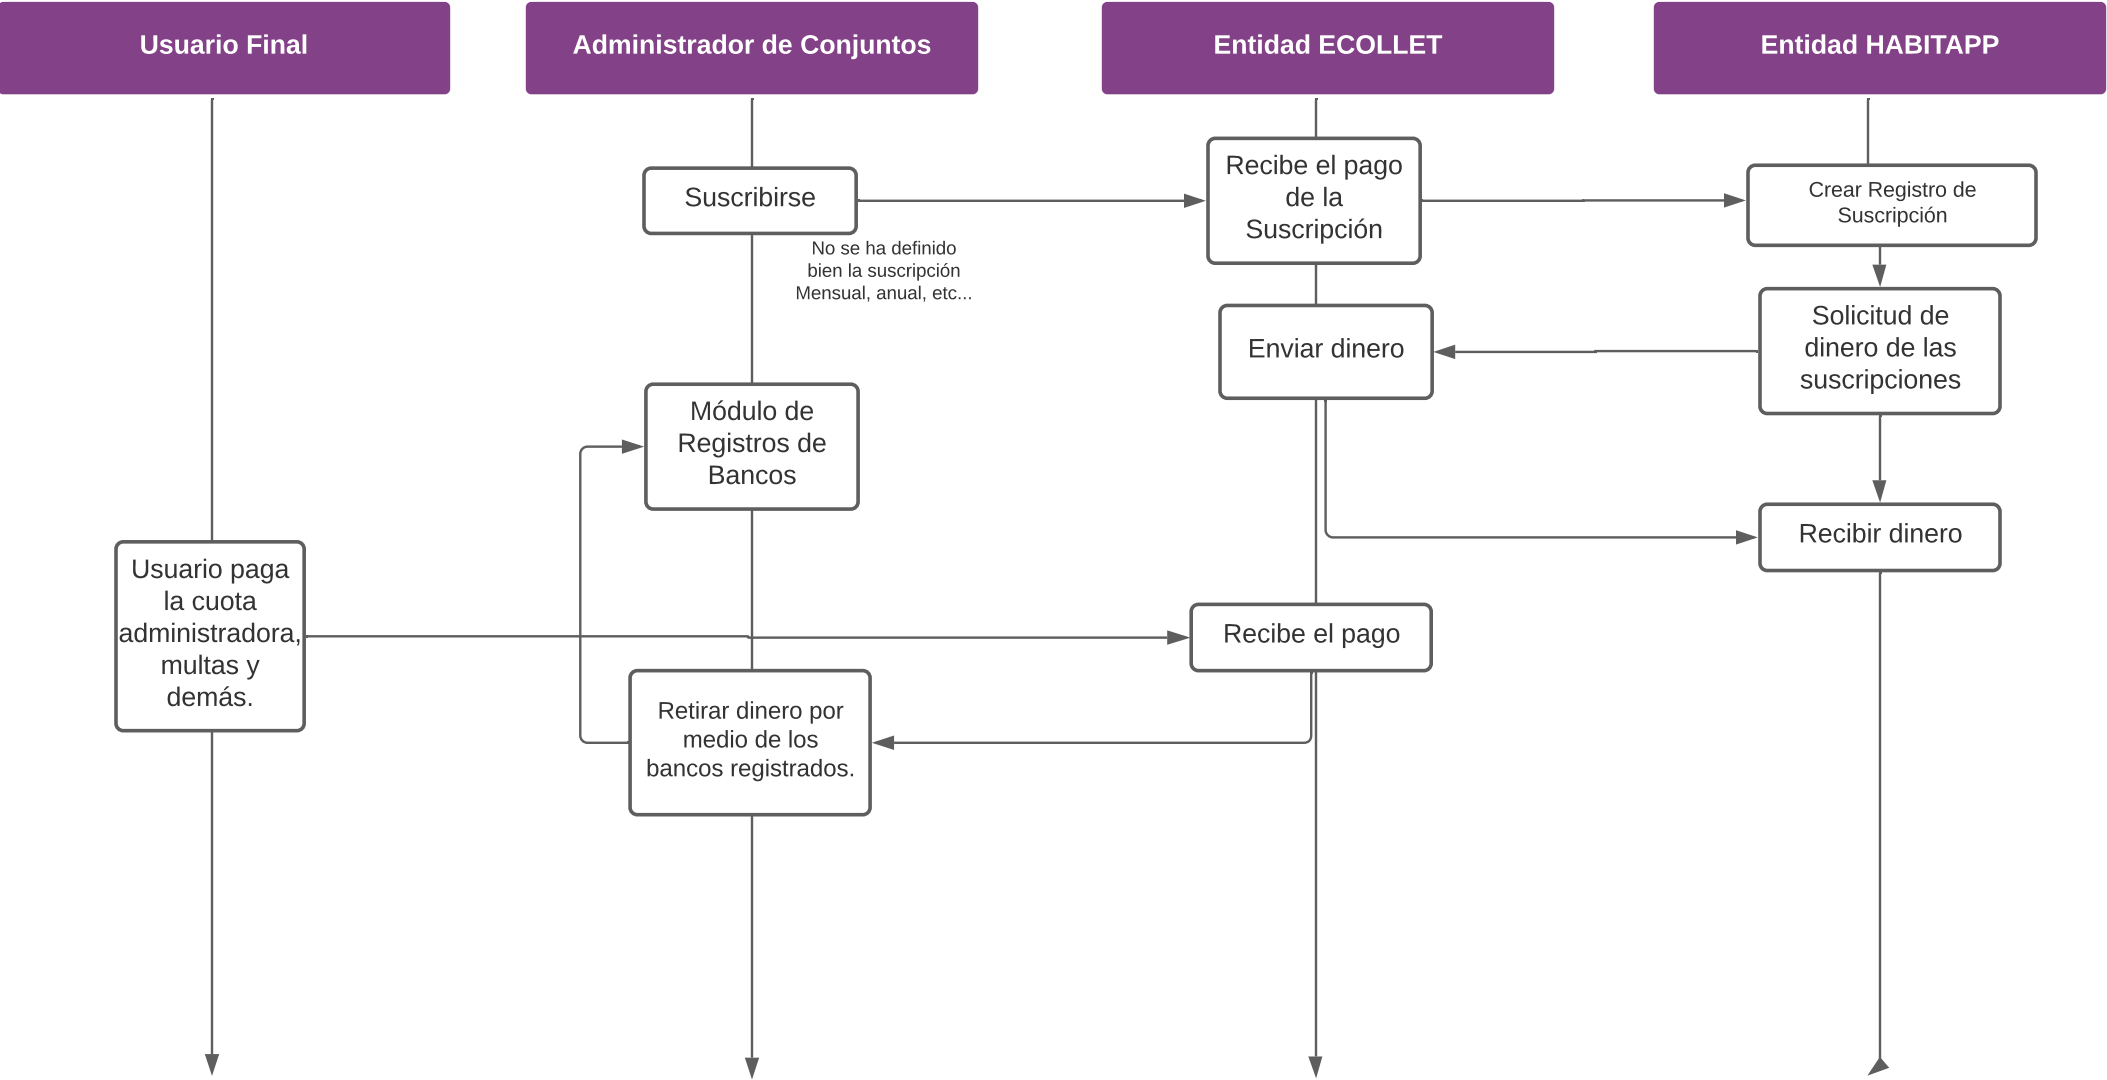 Usuario Final
Administrador de Conjuntos
Entidad ECOLLET
Entidad HABITAPP
Suscribirse
No se ha definido
bien la suscripción
Mensual, anual, etc...
Recibe el pago
de la
Suscripción
Crear Registro de
Suscripción
Solicitud de
dinero de las
suscripciones
Enviar dinero
Módulo de
Registros de
Bancos
Recibir dinero
Usuario paga
la cuota
administradora,
multas y
demás.
Recibe el pago
Retirar dinero por
medio de los
bancos registrados.